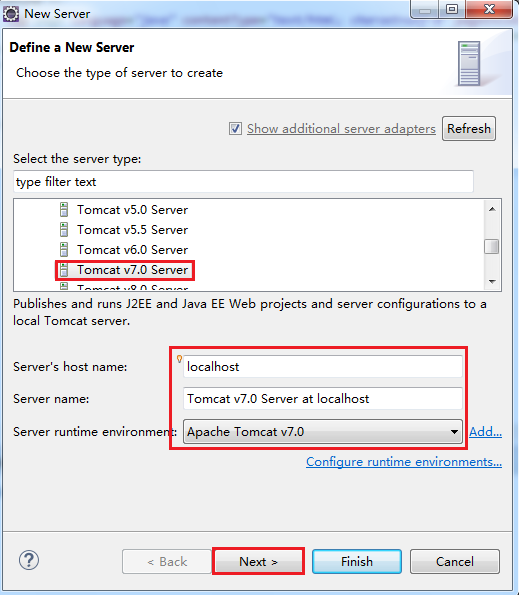 New Server
Define a New Server
Choose the type of server to create
Show additional server adapters Refresh
Select the server type:
type filter text
Tomcat v5.0 Server
Tomcat v5.5 Server
Tomcat v6.0 Server
Tomcat v7.0 Server
Tomcat v8.0 Server
Publishes and runs J2EE and Java EE Web projects and server configurations to a
local Tomcat server.
Server's host name: localhost
Server name: Tomcat v7.0 Server at localhost
Server runtime environment: Apache Tomcat v7.0 Add...
Configure runtime environments...
< Back Next > Finish Cancel